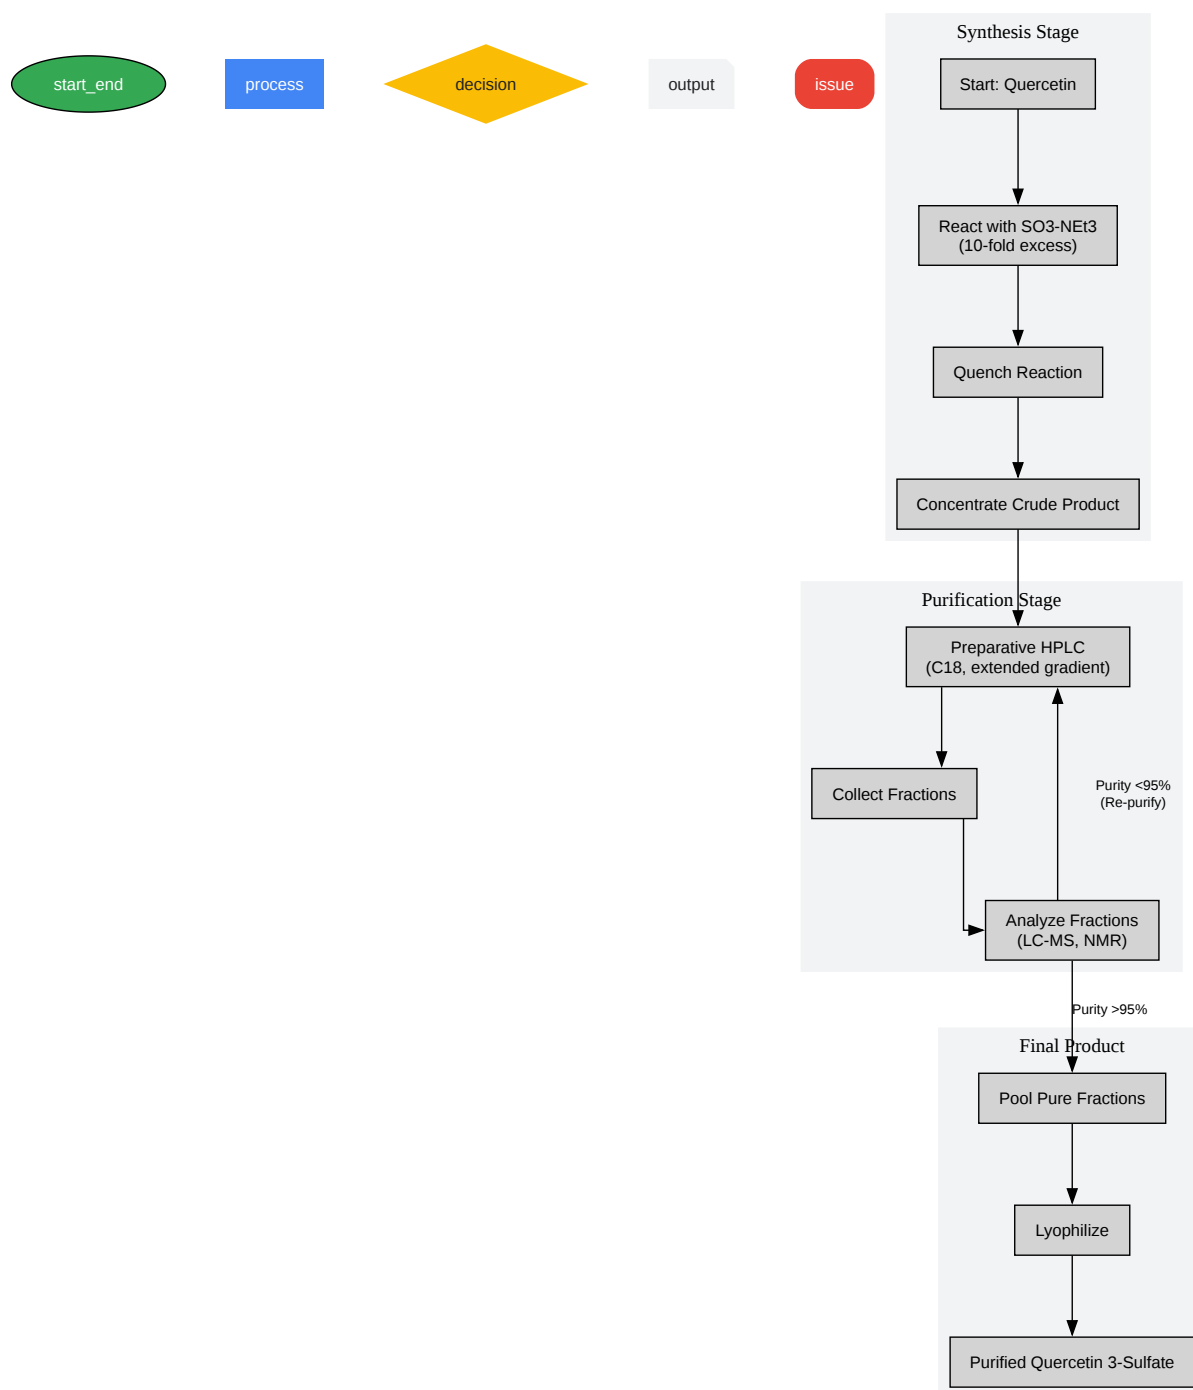 start_end
process
decision
output
issue
Synthesis Stage
Start: Quercetin
React with SO3-NEt3
(10-fold excess)
Quench Reaction
Concentrate Crude Product
Purification Stage
Preparative HPLC
(C18, extended gradient)
Collect Fractions
Purity <95%
(Re-purify)
Analyze Fractions
(LC-MS, NMR)
Purity >95%
Final Product
Pool Pure Fractions
Lyophilize
Purified Quercetin 3-Sulfate